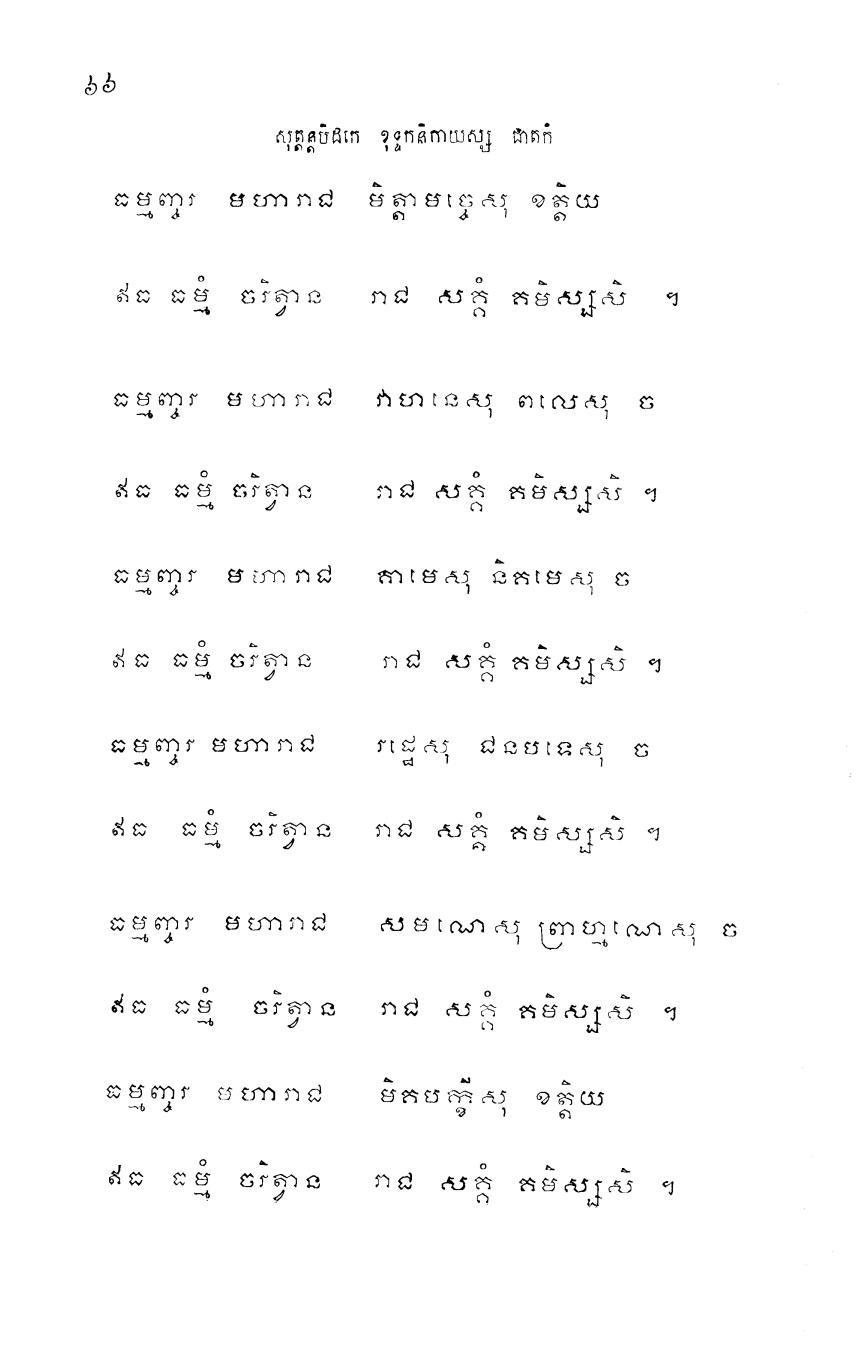 ៦៦
សុត្តន្តបិដកេ ខុទ្ទកនិកាយស្ស ជាតកំ
ធម្មញ្ចរ មហារាជ មិត្តាមច្ចេសុ ខត្តិយ
ឥធ ធម្មំ ចរិត្វាន រាជ សគ្គំ គមិស្សសិ ។
ធម្មញ្ចរ មហារាជ វាហនេសុ ពលេសុ ច
ឥធ ធម្មំ ចរិត្វាន រាជ សគ្គំ គមិស្សសិ ។
ធម្មញ្ចរ មហារាជ គាមេសុ និគមេសុ ច
ឥធ ធម្មំ ចរិត្វាន រាជ សគ្គំ គមិស្សសិ ។
ធម្មញ្ចរ មហារាជ រដ្ឋេសុ ជនបទេសុ ច
ឥធ ធម្មំ ចរិត្វាន រាជ សគ្គំ គមិស្សសិ ។
ធម្មញ្ចរ មហារាជ សមណេសុ ព្រាហ្មណេសុ ច
ឥធ ធម្មំ ចរិត្វាន រាជ សគ្គំ គមិស្សសិ ។
ធម្មញ្ចរ មហារាជ មិគបក្ខីសុ ខត្តិយ
ឥធ ធម្មំ ចរិត្វាន រាជ សគ្គំ គមិស្សសិ ។